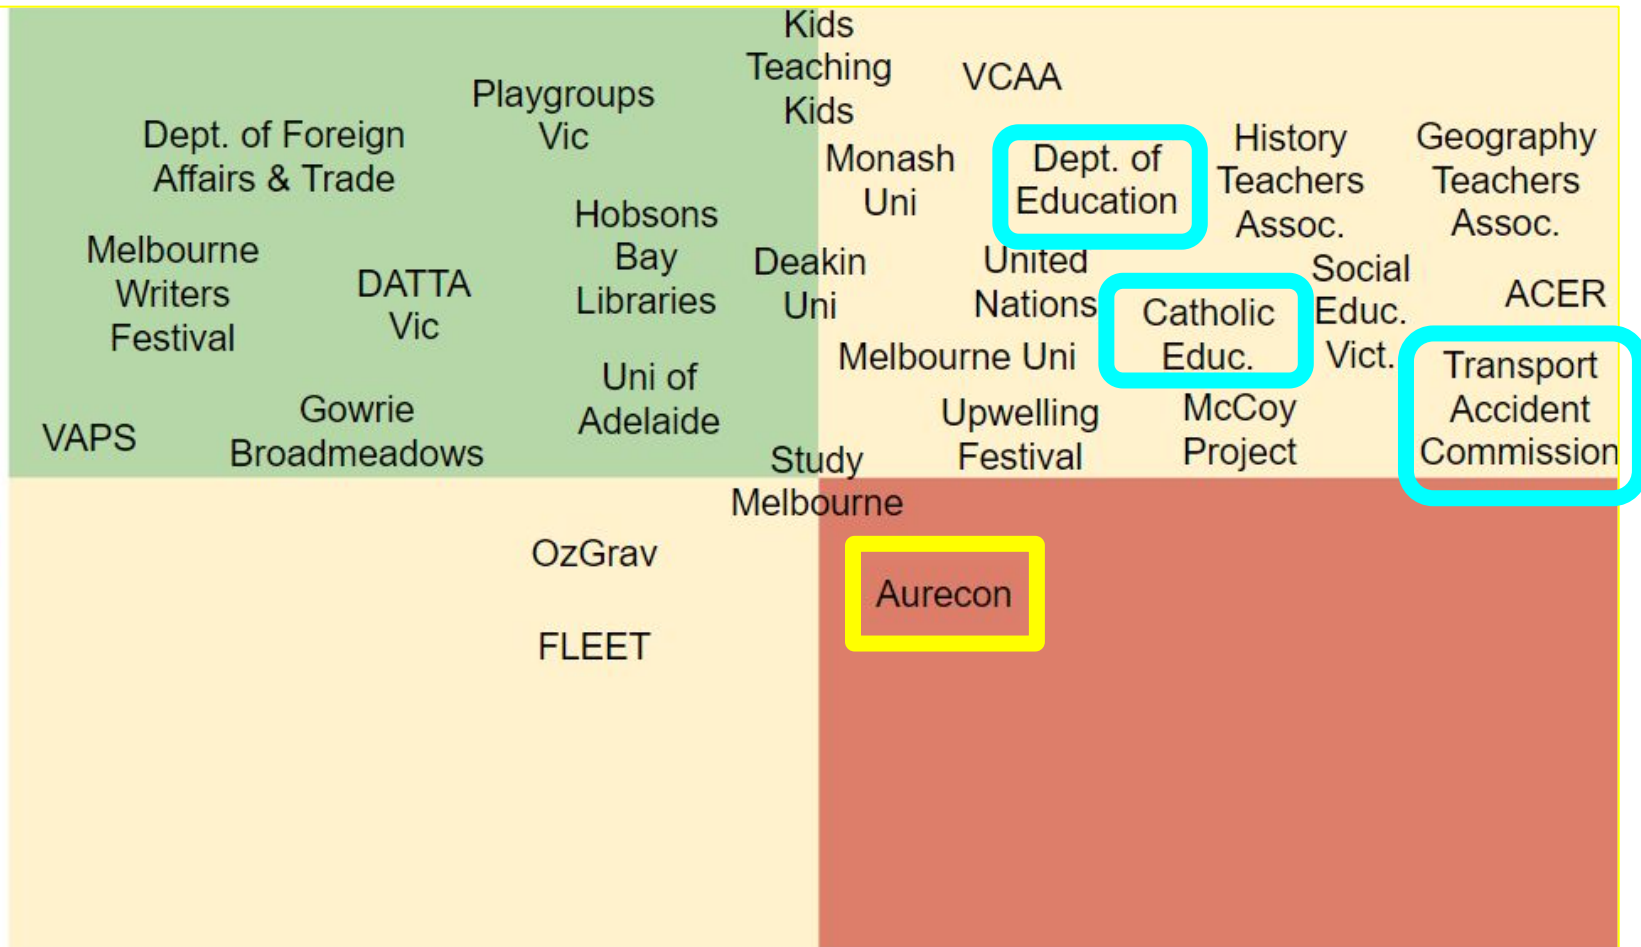 Kids
Teaching
Kids
VCAA
Playgroups
Vic
Dept. of Foreign
Affairs & Trade
Monash
Uni
Dept. of
Education
History
Teachers
Assoc.
Geography
Teachers
Assoc.
Melbourne
Writers
Festival
DATTA
Vic
Hobsons
Bay
Libraries
Deakin
Uni
United
Nations
Catholic
Educ.
Social
Educ.
Vict.
ACER
Melbourne Uni
Transport
Accident
Commission
VAPS
Gowrie
Broadmeadows
Uni of
Adelaide
Study
Melbourne
Upwelling
Festival
McCoy
Project
OzGrav
FLEET
Aurecon